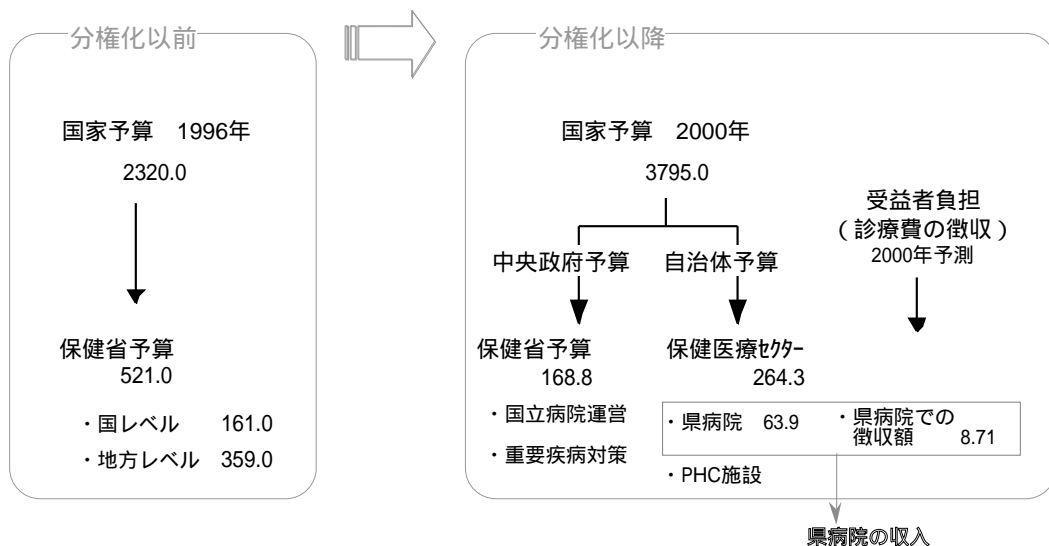 分権化以前
国家予算 1996年
2320.0
保健省予算
521.0
・国レベル 161.0
・地方レベル 359.0
分権化以降
国家予算 2000年
3795.0
中央政府予算 自治体予算
受益者負担
(診療費の徴収)
2000年予測
保健省予算
168.8
・国立病院運営
・重要疾病対策
保健医療ｾｸﾀｰ
264.3
・県病院 63.9
・県病院での
徴収額 8.71
・PHC施設
県病院の収入